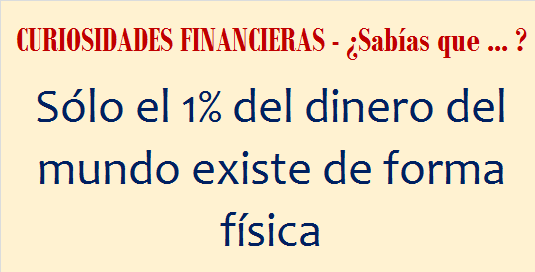 CURIOSIDADES FINANCIERAS - ¿Sabías que ... ?
Sólo el 1% del dinero del
mundo existe de forma
física